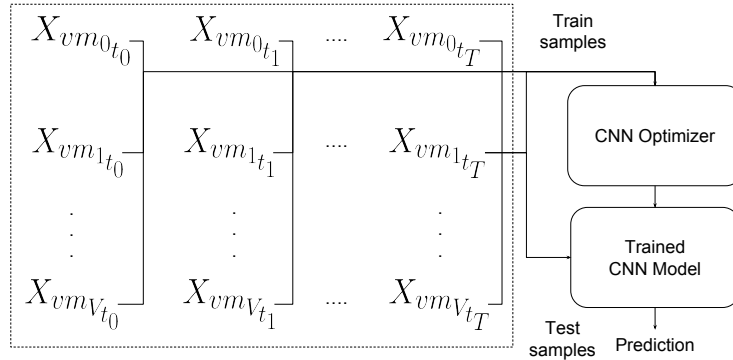 X_{vm_{0_{t_0}}} X_{vm_{0_{t_1}}} .... X_{vm_{0_{t_T}}}
Train
samples
X_{vm_{1_{t_0}}} X_{vm_{1_{t_1}}} .... X_{vm_{1_{t_T}}}
CNN Optimizer
. . .
. . .
. . .
Trained
CNN Model
X_{vm_{V_{t_0}}} X_{vm_{V_{t_1}}} .... X_{vm_{V_{t_T}}}
Test
samples
Prediction